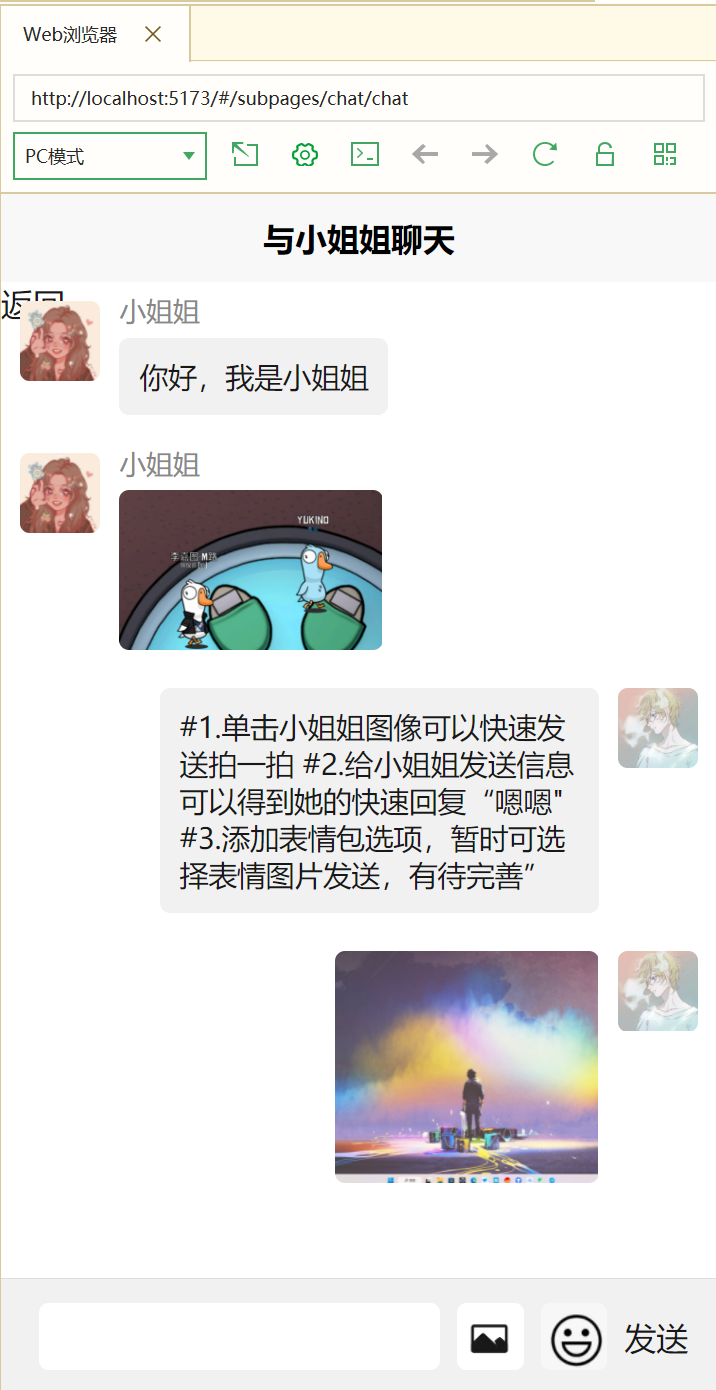 Web浏览器
http://localhost:5173/#/subpages/chat/chat
PC模式
与小姐姐聊天
返回
小姐姐
你好，我是小姐姐
小姐姐
YUKINO
#1.单击小姐姐图像可以快速发
送拍一拍 #2.给小姐姐发送信息
可以得到她的快速回复“嗯嗯"
#3.添加表情包选项，暂时可选
择表情图片发送，有待完善”
发送